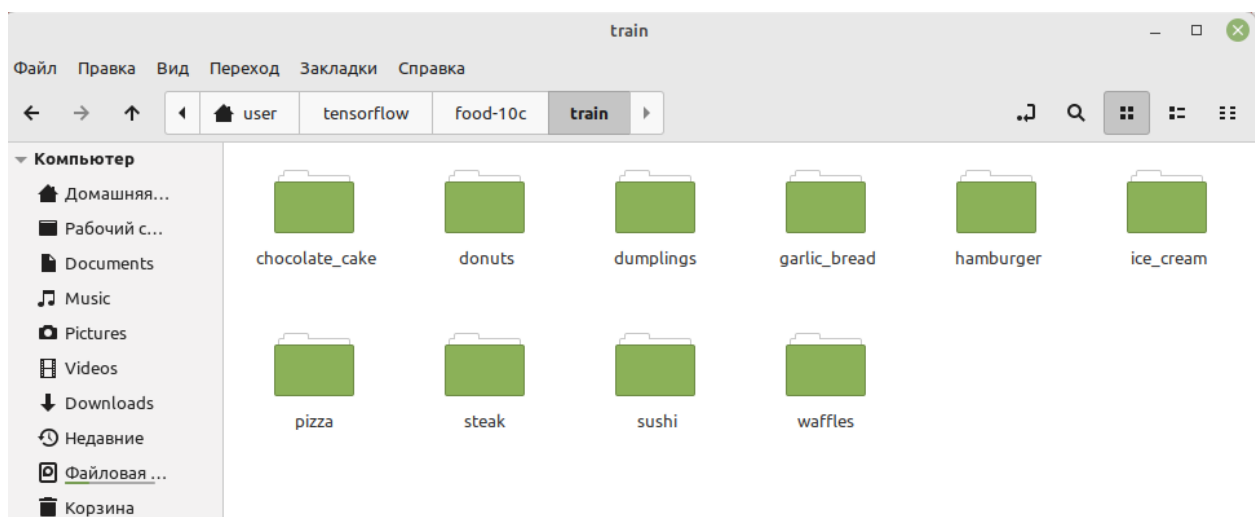 train
Файл Правка Вид Переход Закладки Справка
user tensorflow food-10c train
Компьютер
Домашняя...
Рабочий с...
Documents
Music
Pictures
Videos
Downloads
Недавние
Файловая ...
Корзина
chocolate_cake donuts dumplings garlic_bread hamburger ice_cream
pizza steak sushi waffles